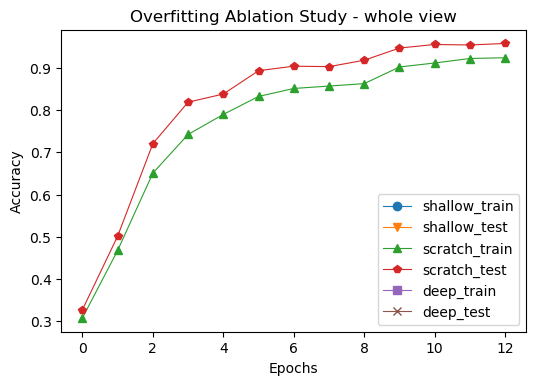 Overfitting Ablation Study - whole view
Accuracy
0.9
0.8
0.7
0.6
0.5
0.4
0.3
shallow_train
shallow_test
scratch_train
scratch_test
deep_train
deep_test
0 2 4 6 8 10 12
Epochs